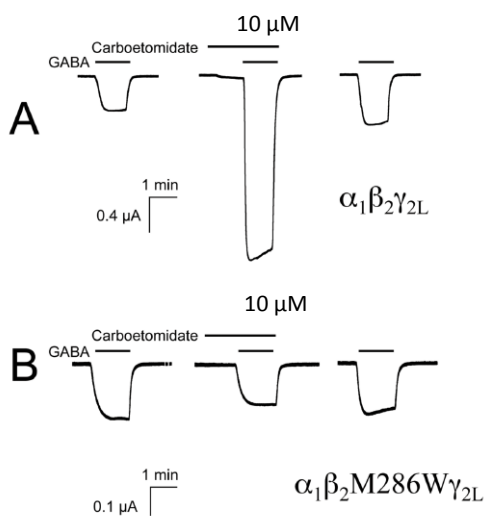 10 µM
Carboetomidate
GABA
A
1 min
0.4 µA
α₁β₂γ₂L
10 µM
Carboetomidate
GABA
B
1 min
0.1 µA
α₁β₂M286Wγ₂L